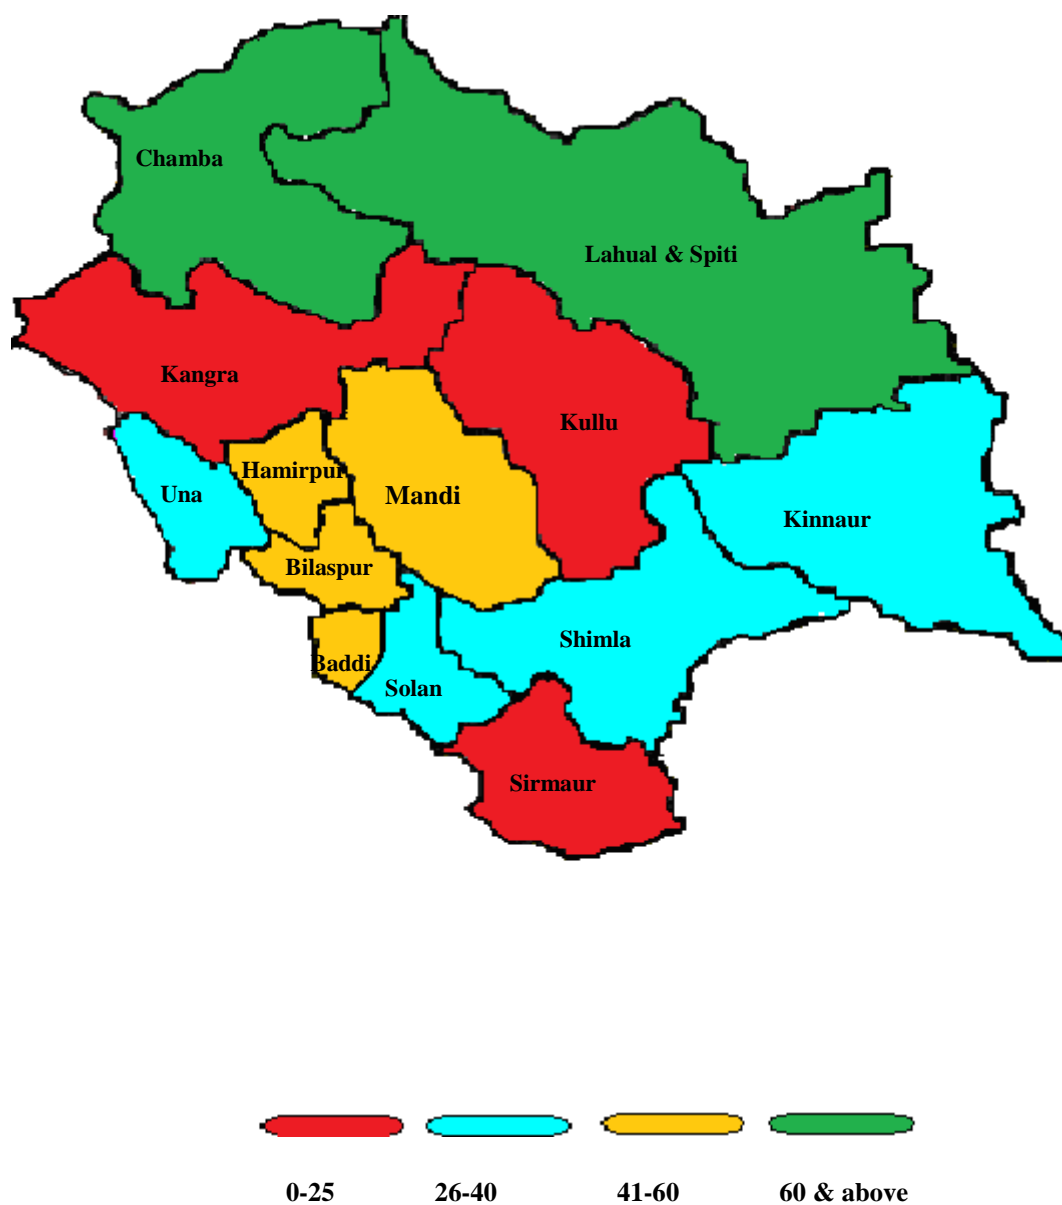 Chamba
Lahual & Spiti
Kangra
Kullu
Hamirpur
Una
Mandi
Kinnaur
Bilaspur
Shimla
Baddi
Solan
Sirmaur
0-25 26-40 41-60 60 & above